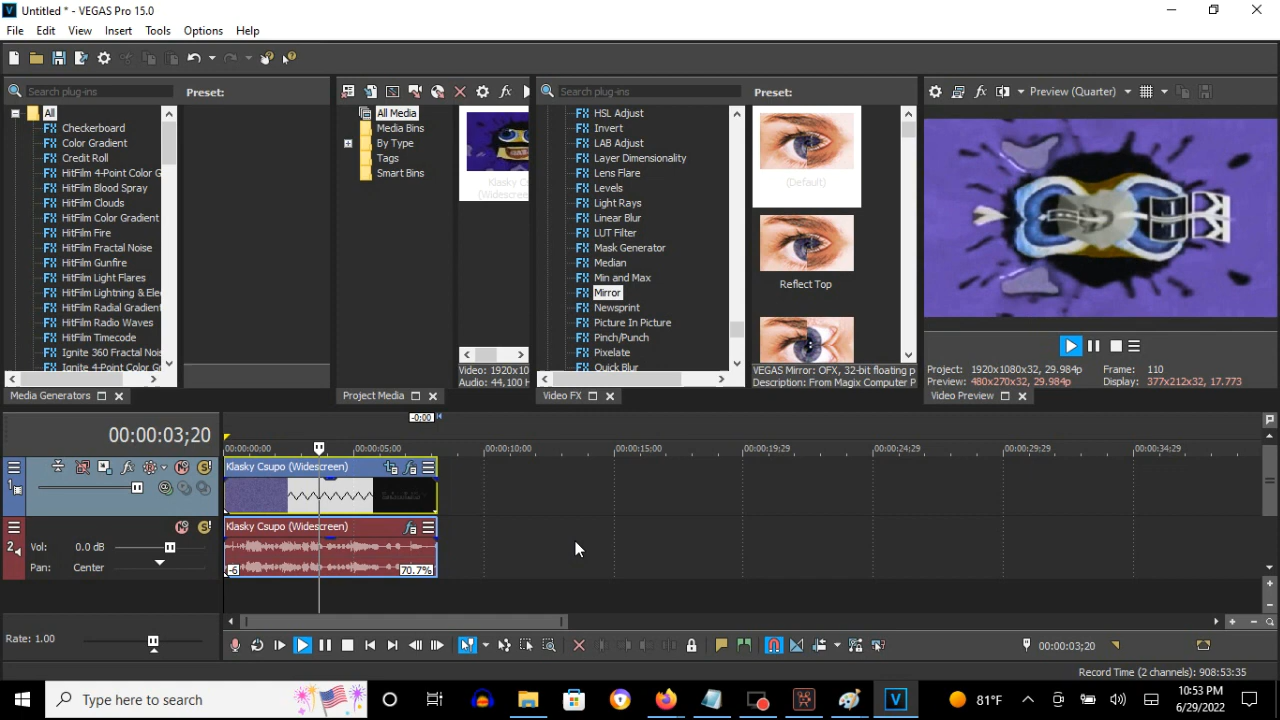 Untitled * - VEGAS Pro 15.0
File Edit View Insert Tools Options Help
Search plug-ins
Preset:
All
Checkerboard
Color Gradient
Credit Roll
HitFilm 4-Point Color G
HitFilm Blood Spray
HitFilm Clouds
HitFilm Color Gradient
HitFilm Fire
HitFilm Fractal Noise
HitFilm Gunfire
HitFilm Light Flares
HitFilm Lightning & Ele
HitFilm Radial Gradient
HitFilm Radio Waves
HitFilm Timecode
Ignite 360 Fractal Nois
Ignite 4-Point Color G
Media Generators
All Media
Media Bins
By Type
Tags
Smart Bins
Klasky C
(Widescree
Video: 1920x10
Audio: 44,100 H
Project Media
Search plug-ins
HSL Adjust
Invert
LAB Adjust
Layer Dimensionality
Lens Flare
Levels
Light Rays
Linear Blur
LUT Filter
Mask Generator
Median
Min and Max
Mirror
Newsprint
Picture In Picture
Pinch/Punch
Pixelate
Quick Blur
Preset:
(Default)
Reflect Top
VEGAS Mirror: OFX, 32-bit floating p
Description: From Magix Computer P
Video FX
Preview (Quarter)
Project: 1920x1080x32, 29.984p
Frame: 110
Preview: 480x270x32, 29.984p
Display: 377x212x32, 17.773
Video Preview
00:00:03;20
-0:00
00:00:00;00 00:00:05;00 00:00:10;00 00:00:15;00 00:00:19;29 00:00:24;29 00:00:29;29 00:00:34;29
1
Klasky Csupo (Widescreen)
2
Vol: 0.0 dB
Pan: Center
Klasky Csupo (Widescreen)
-6
70.7%
Rate: 1.00
00:00:03;20
Record Time (2 channels): 908:53:35
Type here to search
81°F
10:53 PM
6/29/2022